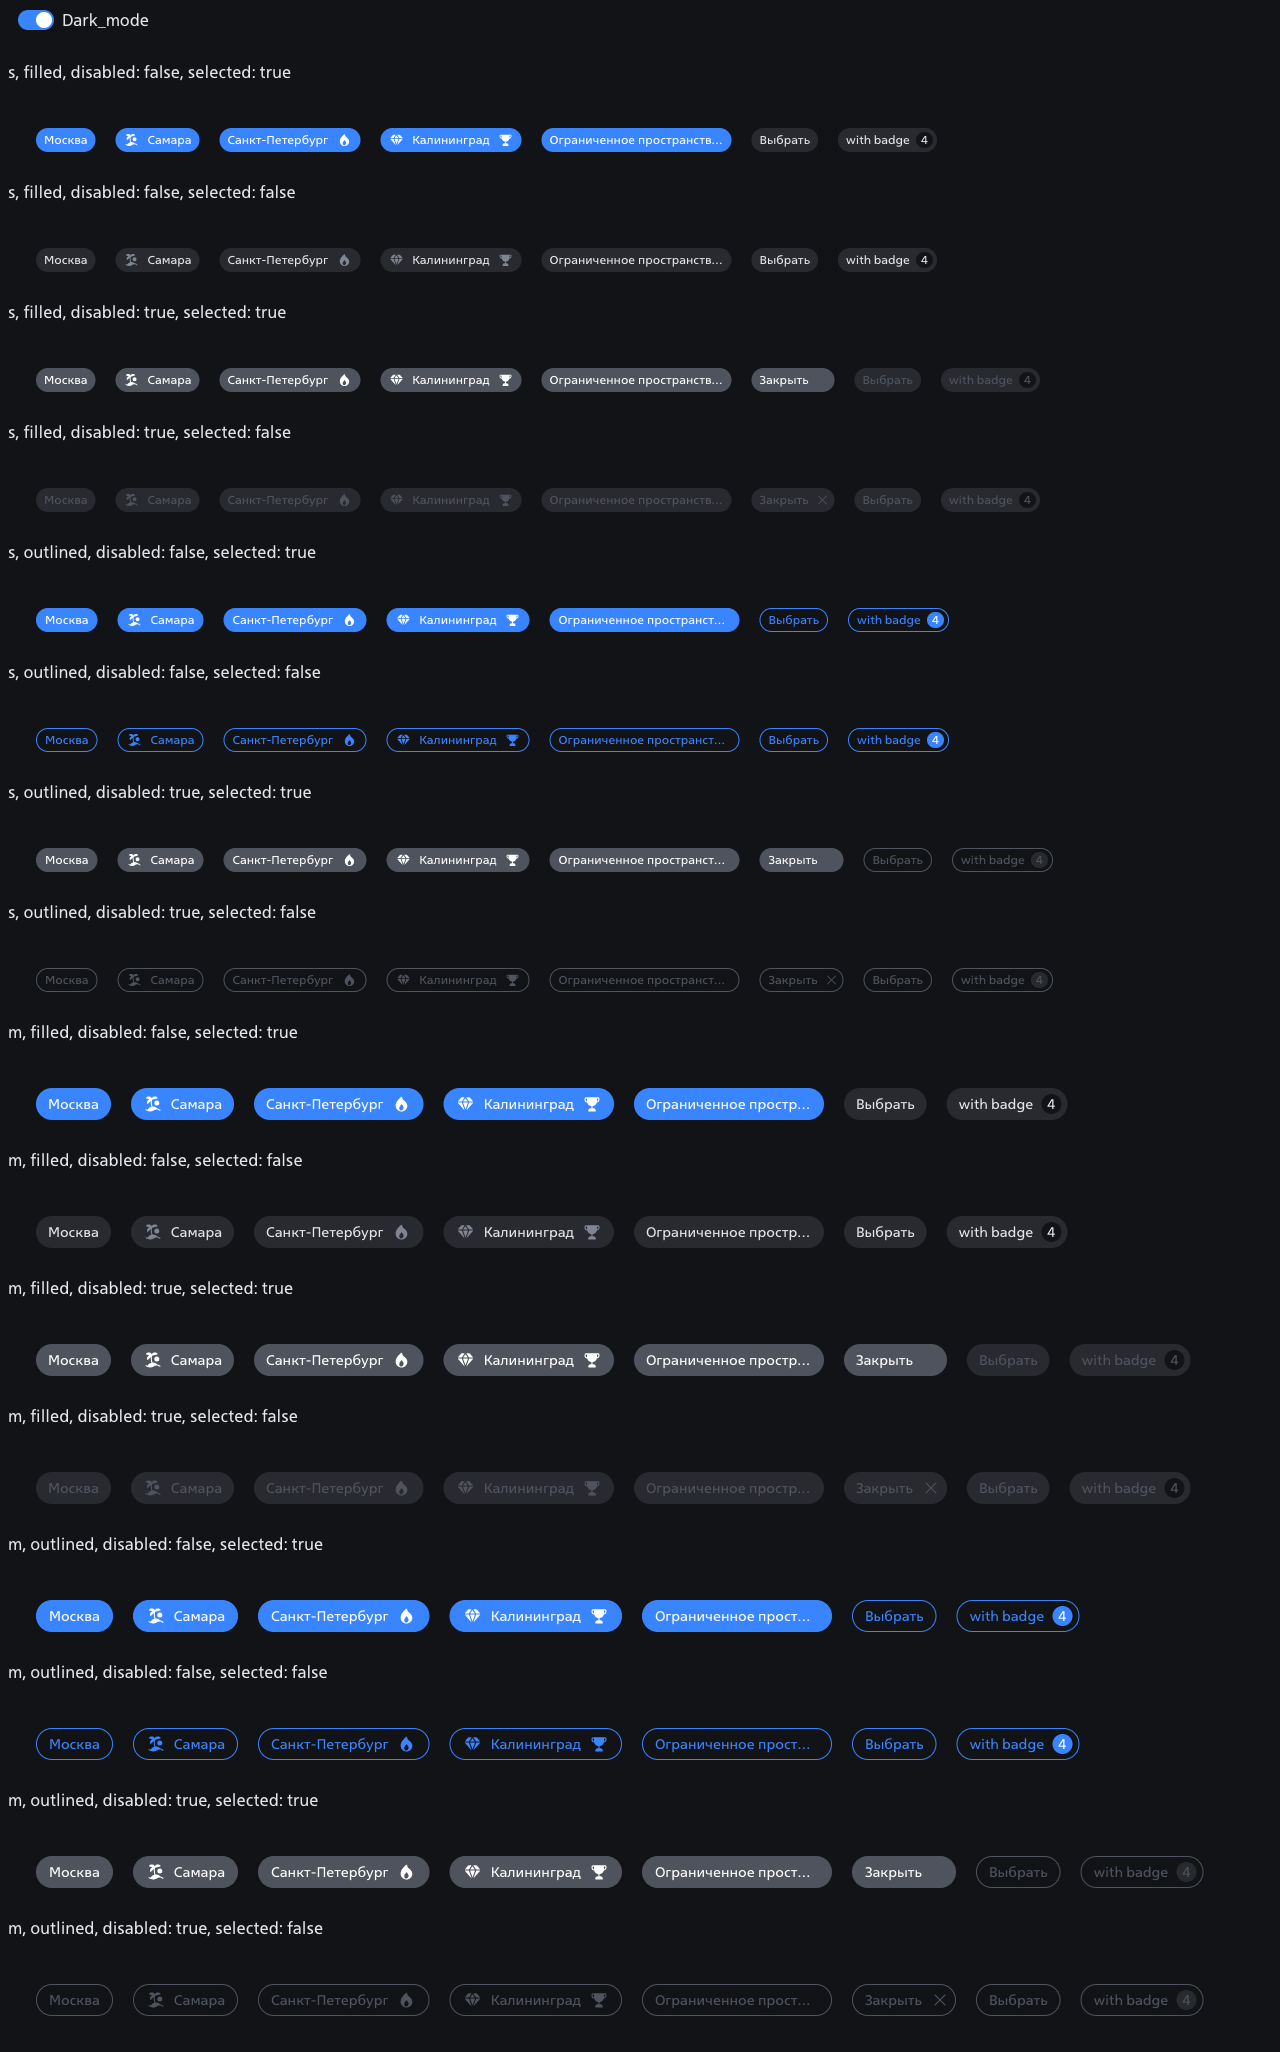 Dark_mode
s, filled, disabled: false, selected: true
Москва Самара Санкт-Петербург Калининград Ограниченное пространств... Выбрать with badge 4
s, filled, disabled: false, selected: false
Москва Самара Санкт-Петербург Калининград Ограниченное пространств... Выбрать with badge 4
s, filled, disabled: true, selected: true
Москва Самара Санкт-Петербург Калининград Ограниченное пространств... Закрыть Выбрать with badge 4
s, filled, disabled: true, selected: false
Москва Самара Санкт-Петербург Калининград Ограниченное пространств... Закрыть Выбрать with badge 4
s, outlined, disabled: false, selected: true
Москва Самара Санкт-Петербург Калининград Ограниченное пространст... Выбрать with badge 4
s, outlined, disabled: false, selected: false
Москва Самара Санкт-Петербург Калининград Ограниченное пространст... Выбрать with badge 4
s, outlined, disabled: true, selected: true
Москва Самара Санкт-Петербург Калининград Ограниченное пространст... Закрыть Выбрать with badge 4
s, outlined, disabled: true, selected: false
Москва Самара Санкт-Петербург Калининград Ограниченное пространст... Закрыть Выбрать with badge 4
m, filled, disabled: false, selected: true
Москва Самара Санкт-Петербург Калининград Ограниченное простр... Выбрать with badge 4
m, filled, disabled: false, selected: false
Москва Самара Санкт-Петербург Калининград Ограниченное простр... Выбрать with badge 4
m, filled, disabled: true, selected: true
Москва Самара Санкт-Петербург Калининград Ограниченное простр... Закрыть Выбрать with badge 4
m, filled, disabled: true, selected: false
Москва Самара Санкт-Петербург Калининград Ограниченное простр... Закрыть Выбрать with badge 4
m, outlined, disabled: false, selected: true
Москва Самара Санкт-Петербург Калининград Ограниченное прост... Выбрать with badge 4
m, outlined, disabled: false, selected: false
Москва Самара Санкт-Петербург Калининград Ограниченное прост... Выбрать with badge 4
m, outlined, disabled: true, selected: true
Москва Самара Санкт-Петербург Калининград Ограниченное прост... Закрыть Выбрать with badge 4
m, outlined, disabled: true, selected: false
Москва Самара Санкт-Петербург Калининград Ограниченное прост... Закрыть Выбрать with badge 4